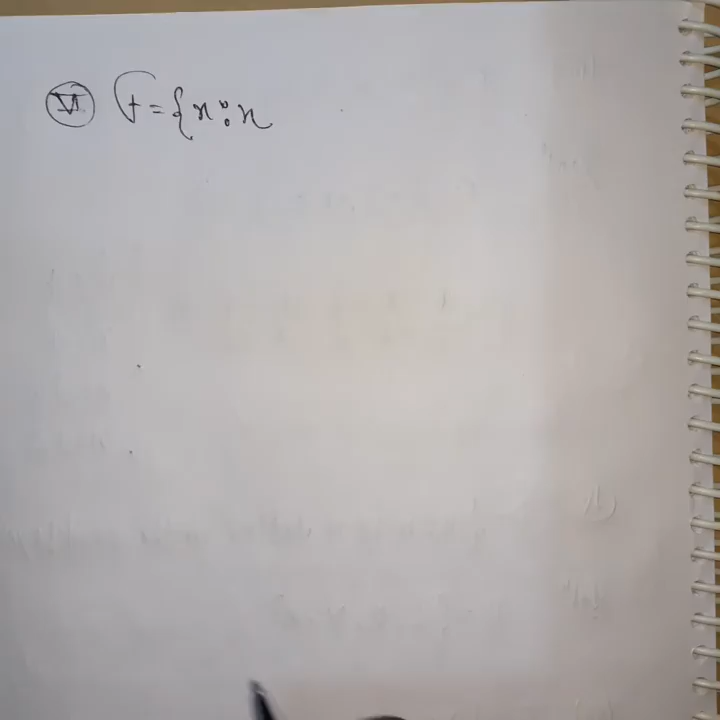 VI F = {x : x